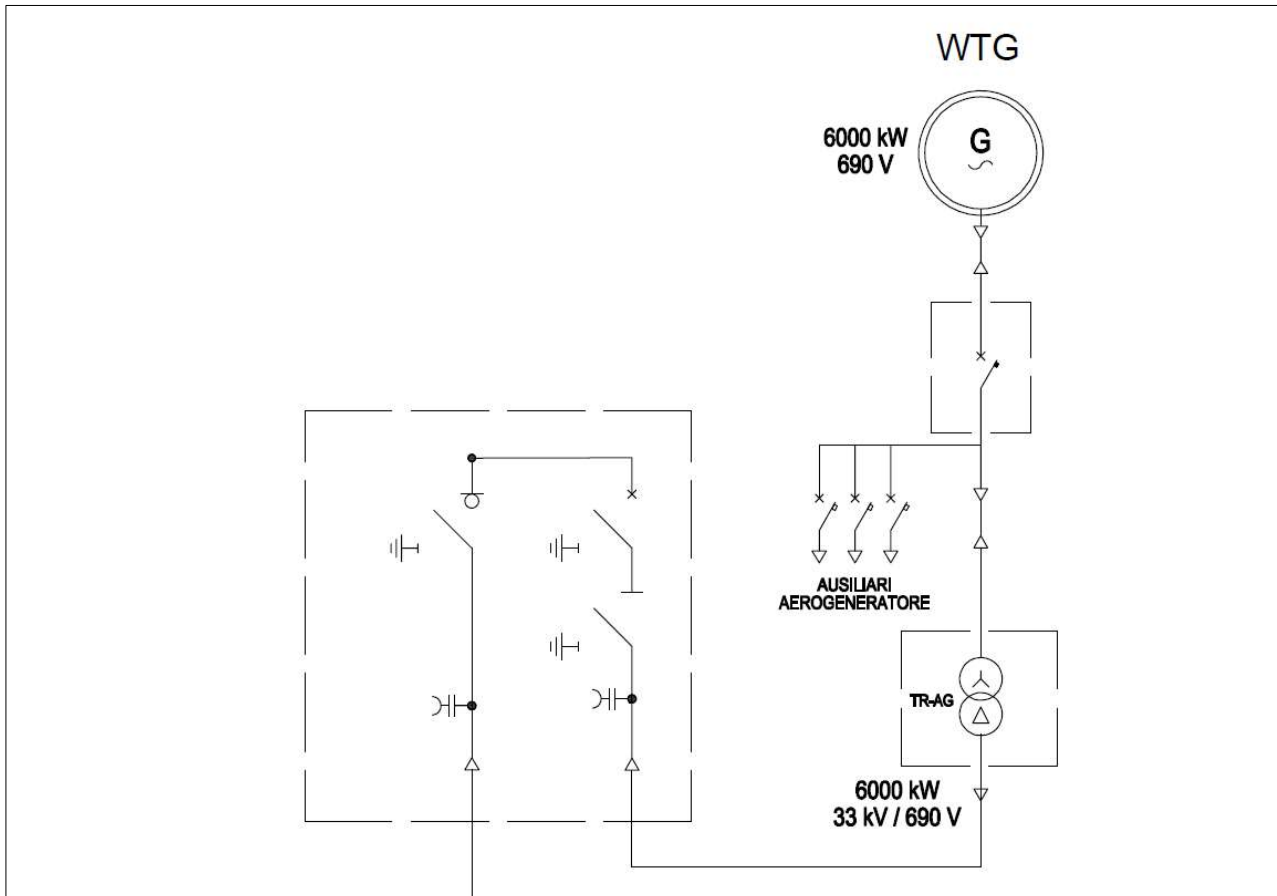 WTG
6000 kW
690 V
G
AUSILIARI
AEROGENERATORE
TR-AG
6000 kW
33 kV / 690 V